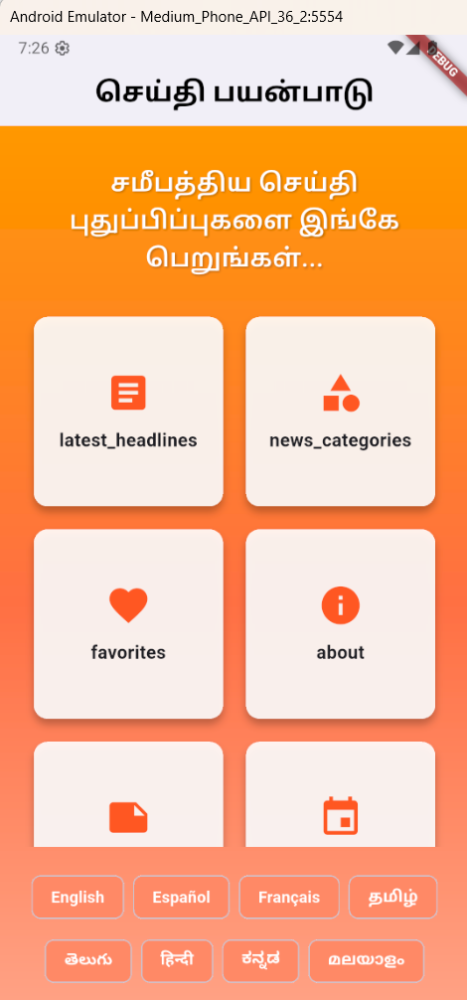 Android Emulator - Medium_Phone_API_36_2:5554
7:26
DEBUG
செய்தி பயன்பாடு
சமீபத்திய செய்தி
புதுப்பிப்புகளை இங்கே
பெறுங்கள்...
latest_headlines news_categories
favorites about
English Español Français தமிழ்
తెలుగు हिन्दी ಕನ್ನಡ മലയാളം